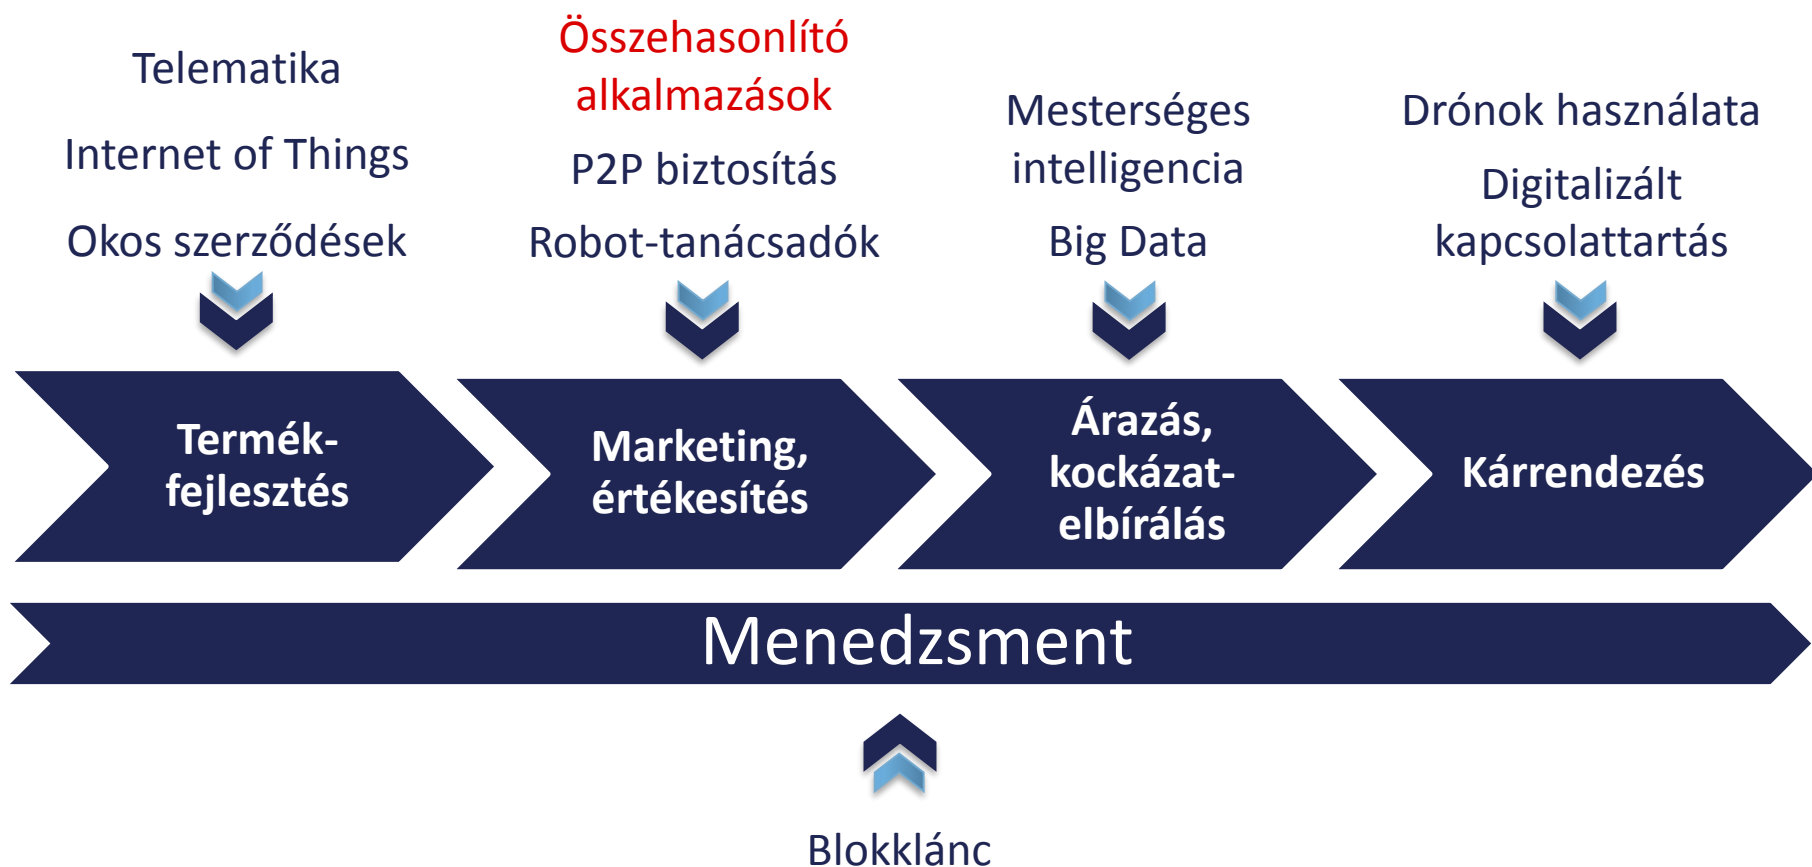 Telematika
Internet of Things
Okos szerződések
Összehasonlító
alkalmazások
P2P biztosítás
Robot-tanácsadók
Mesterséges
intelligencia
Big Data
Drónok használata
Digitalizált
kapcsolattartás
Termék-
fejlesztés
Marketing,
értékesítés
Árazás,
kockázat-
elbírálás
Kárrendezés
Menedzsment
Blokklánc